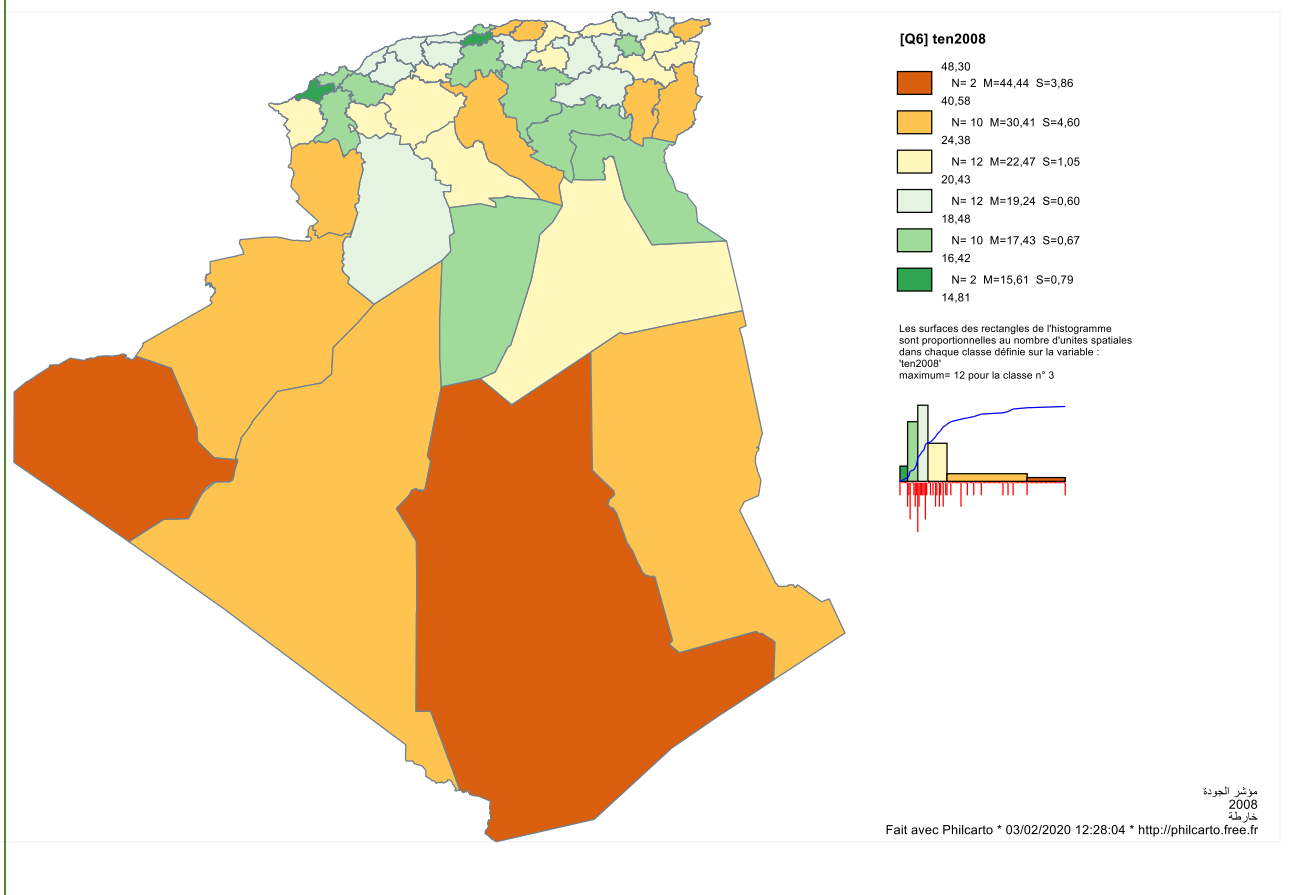 [Q6] ten2008
48,30
N= 2 M=44,44 S=3,86
40,58
N= 10 M=30,41 S=4,60
24,38
N= 12 M=22,47 S=1,05
20,43
N= 12 M=19,24 S=0,60
18,48
N= 10 M=17,43 S=0,67
16,42
N= 2 M=15,61 S=0,79
14,81
Les surfaces des rectangles de l'histogramme
sont proportionnelles au nombre d'unites spatiales
dans chaque classe définie sur la variable :
'ten2008'
maximum= 12 pour la classe n° 3
مؤشر الجودة
2008
خارطة
Fait avec Philcarto * 03/02/2020 12:28:04 * http://philcarto.free.fr